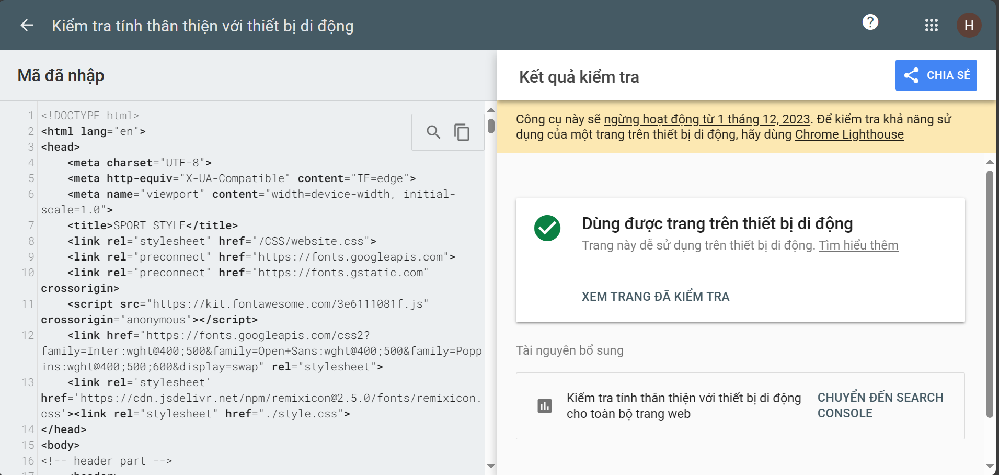 Kiểm tra tính thân thiện với thiết bị di động
?
H
Mã đã nhập
1 <!DOCTYPE html>
2 <html lang="en">
3 <head>
4 <meta charset="UTF-8">
5 <meta http-equiv="X-UA-Compatible" content="IE=edge">
6 <meta name="viewport" content="width=device-width, initial-
scale=1.0">
7 <title>SPORT STYLE</title>
8 <link rel="stylesheet" href="/CSS/website.css">
9 <link rel="preconnect" href="https://fonts.googleapis.com">
10 <link rel="preconnect" href="https://fonts.gstatic.com"
crossorigin>
11 <script src="https://kit.fontawesome.com/3e6111081f.js"
crossorigin="anonymous"></script>
12 <link href="https://fonts.googleapis.com/css2?
family=Inter:wght@400;500&family=Open+Sans:wght@400;500&family=Popp
ins:wght@400;500;600&display=swap" rel="stylesheet">
13 <link rel='stylesheet'
href='https://cdn.jsdelivr.net/npm/remixicon@2.5.0/fonts/remixicon.
css'><link rel="stylesheet" href="./style.css">
14 </head>
15 <body>
16 <!-- header part -->
17 <header>
Kết quả kiểm tra
CHIA SẺ
Công cụ này sẽ ngừng hoạt động từ 1 tháng 12, 2023. Để kiểm tra khả năng sử
dụng của một trang trên thiết bị di động, hãy dùng Chrome Lighthouse
Dùng được trang trên thiết bị di động
Trang này dễ sử dụng trên thiết bị di động. Tìm hiểu thêm
XEM TRANG ĐÃ KIỂM TRA
Tài nguyên bổ sung
Kiểm tra tính thân thiện với thiết bị di động
cho toàn bộ trang web
CHUYỂN ĐẾN SEARCH
CONSOLE